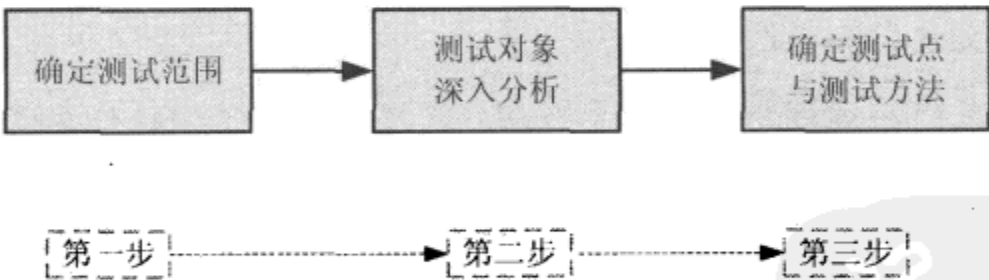 确定测试范围
测试对象
深入分析
确定测试点
与测试方法
第一步
第二步
第三步